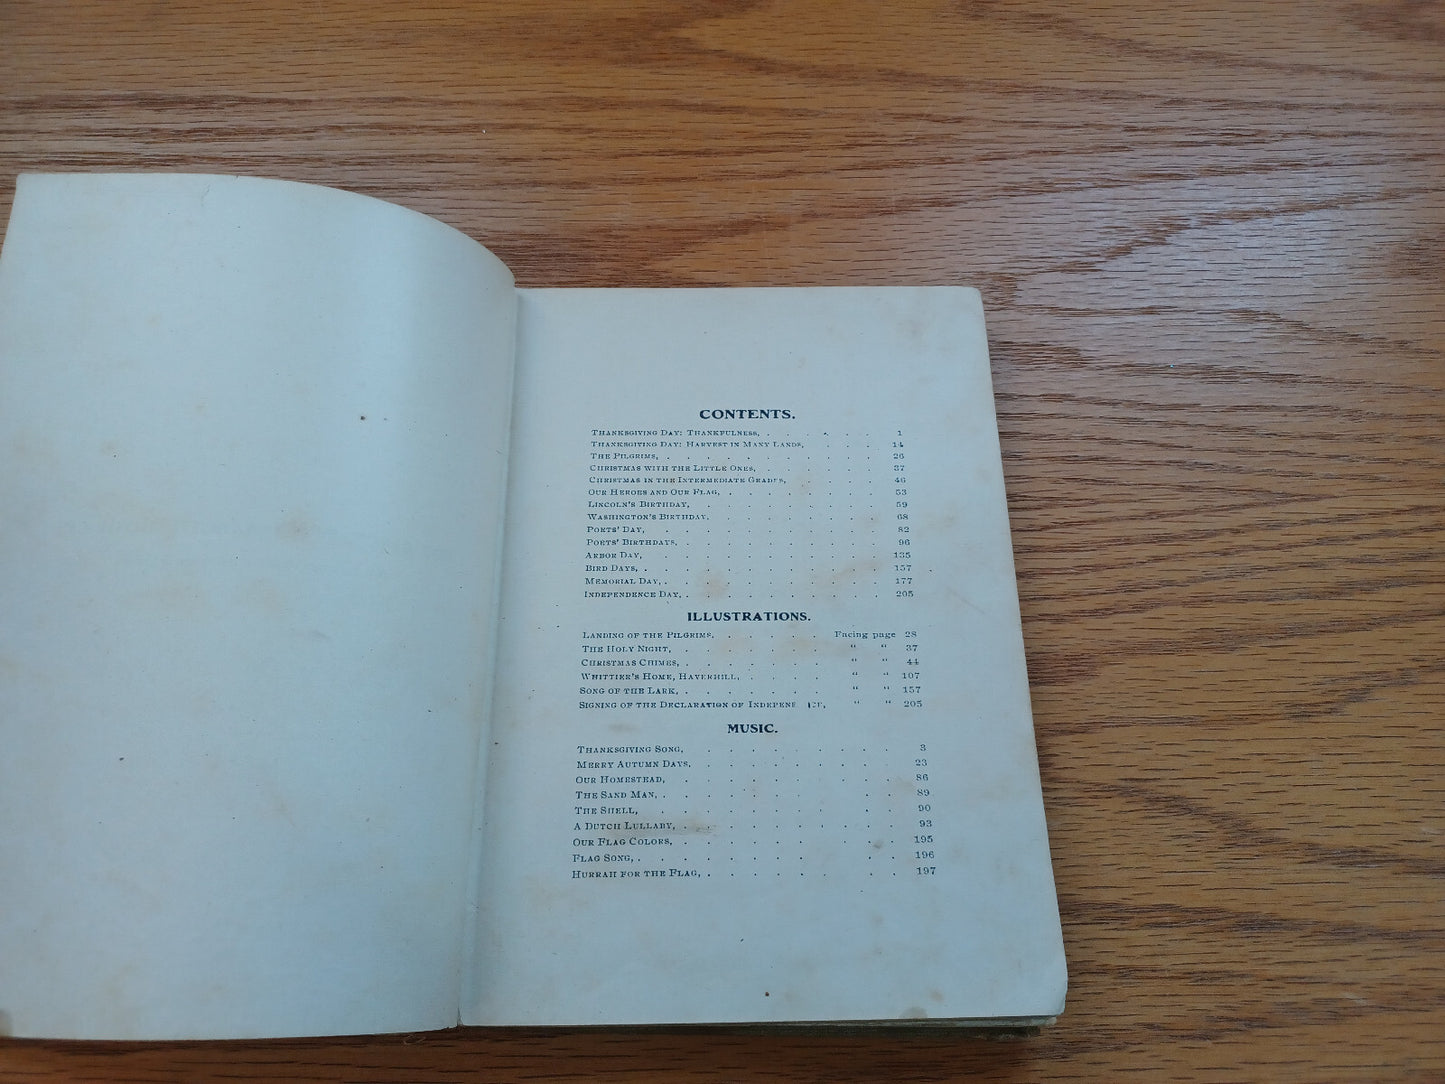 CONTENTS.
THANKSGIVING DAY: THANKFULNESS, . . . . . 1
THANKSGIVING DAY: HARVEST IN MANY LANDS, . . . 14
THE PILGRIMS, . . . . . . . . . 26
CHRISTMAS WITH THE LITTLE ONES, . . . . . . 37
CHRISTMAS IN THE INTERMEDIATE GRADES, . . . . 46
OUR HEROES AND OUR FLAG, . . . . . . . 53
LINCOLN'S BIRTHDAY, . . . . . . . . 59
WASHINGTON'S BIRTHDAY, . . . . . . . . 68
POETS' DAY, . . . . . . . . . . 82
POETS' BIRTHDAYS, . . . . . . . . . 96
ARBOR DAY, . . . . . . . . . . 135
BIRD DAYS, . . . . . . . . . . 157
MEMORIAL DAY, . . . . . . . . . . 177
INDEPENDENCE DAY, . . . . . . . . . 205
ILLUSTRATIONS.
LANDING OF THE PILGRIMS, . . . . . Facing page 28
THE HOLY NIGHT, . . . . . . . " " 37
CHRISTMAS CHIMES, . . . . . . . " " 44
WHITTIER'S HOME, HAVERHILL, . . . . . " " 107
SONG OF THE LARK, . . . . . . . " " 157
SIGNING OF THE DECLARATION OF INDEPENDENCE, " " 205
MUSIC.
THANKSGIVING SONG, . . . . . . . . . 3
MERRY AUTUMN DAYS, . . . . . . . . . 23
OUR HOMESTEAD, . . . . . . . . . 86
THE SAND MAN, . . . . . . . . . . 89
THE SHELL, . . . . . . . . . . 90
A DUTCH LULLABY, . . . . . . . . . 93
OUR FLAG COLORS, . . . . . . . . . 195
FLAG SONG, . . . . . . . . . . 196
HURRAH FOR THE FLAG, . . . . . . . . 197